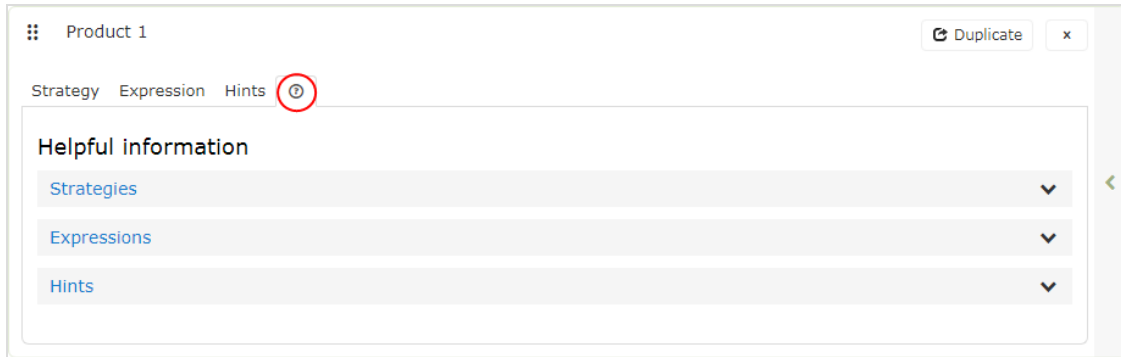 Product 1
Duplicate
x
Strategy Expression Hints
Helpful information
Strategies
Expressions
Hints